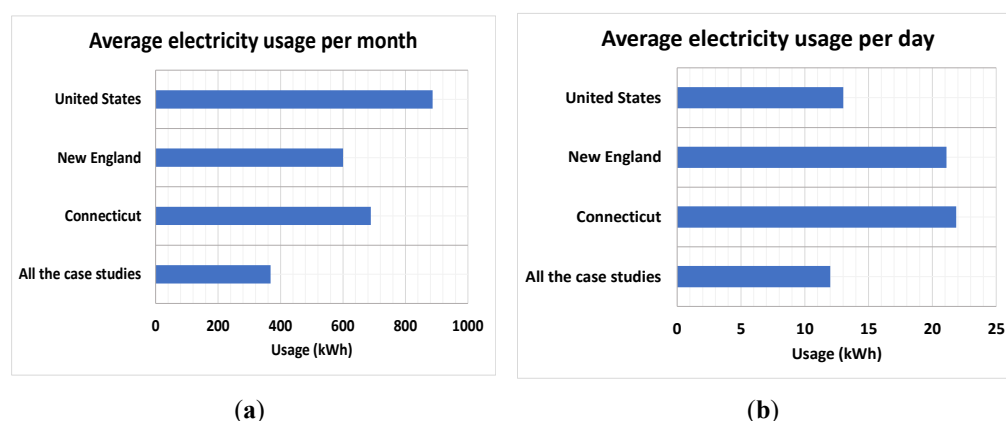 Average electricity usage per month
United States
New England
Connecticut
All the case studies
0 200 400 600 800 1000
Usage (kWh)
(a)
Average electricity usage per day
United States
New England
Connecticut
All the case studies
0 5 10 15 20 25
Usage (kWh)
(b)